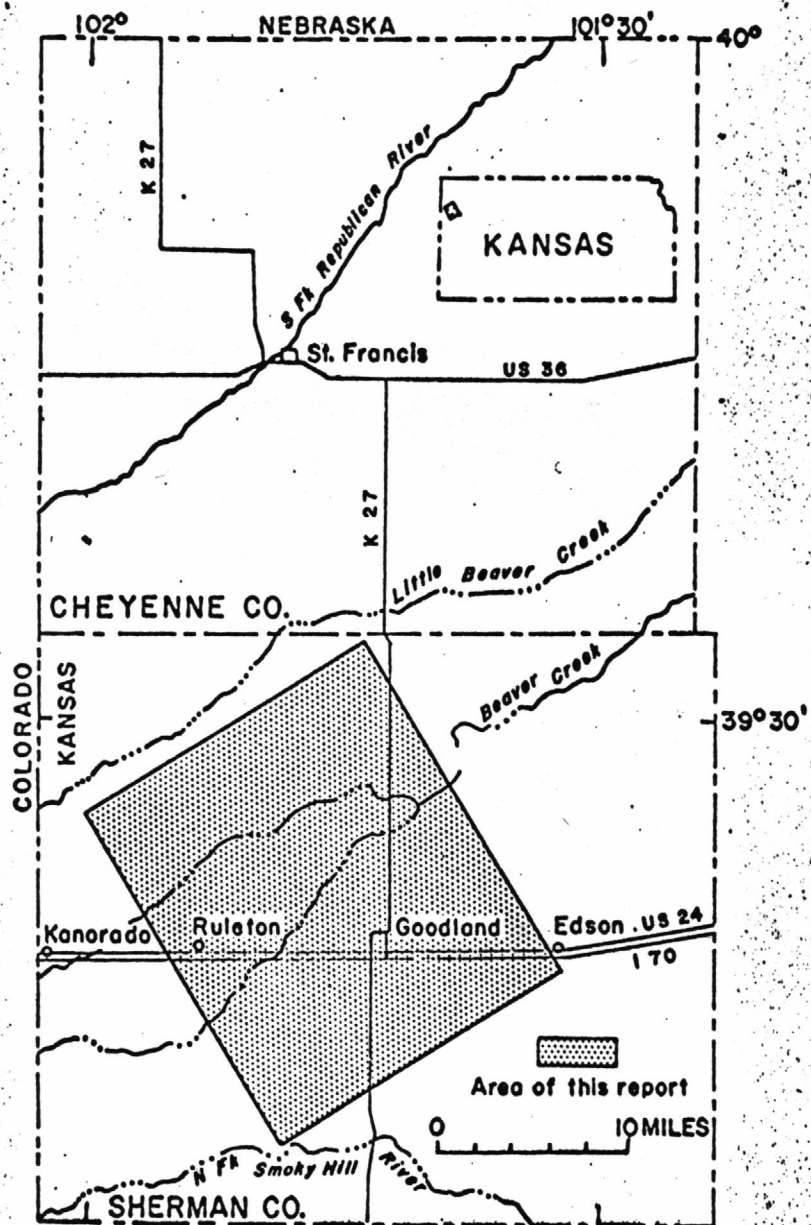 102° NEBRASKA 101°30'
40°
K 27
S Fk Republican River
KANSAS
St. Francis
US 36
K 27
Little Beaver Creek
CHEYENNE CO.
Beaver Creek
COLORADO
KANSAS
39°30'
Kanorado
Ruleton
Goodland
Edson
US 24
I 70
Area of this report
0 10 MILES
N Fk Smoky Hill River
SHERMAN CO.